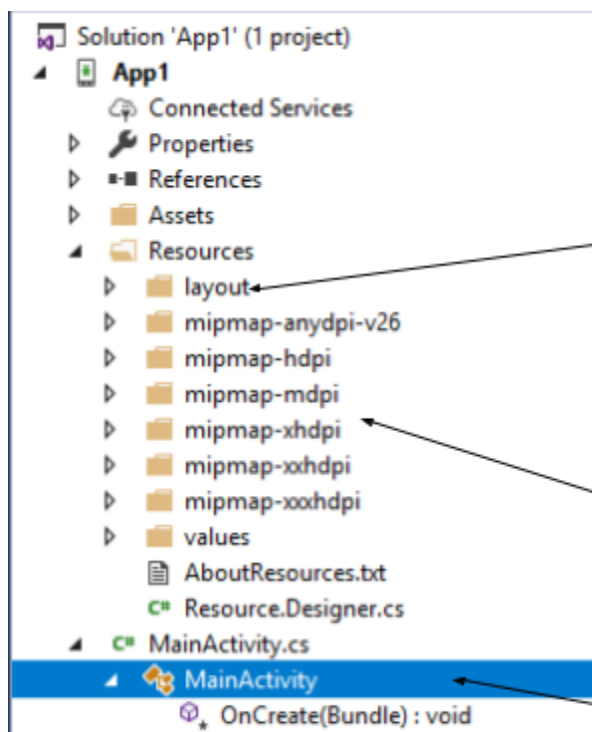 Solution 'App1' (1 project)
App1
Connected Services
Properties
References
Assets
Resources
layout
mipmap-anydpi-v26
mipmap-hdpi
mipmap-mdpi
mipmap-xhdpi
mipmap-xxhdpi
mipmap-xxxhdpi
values
AboutResources.txt
C# Resource.Designer.cs
C# MainActivity.cs
MainActivity
OnCreate(Bundle) : void